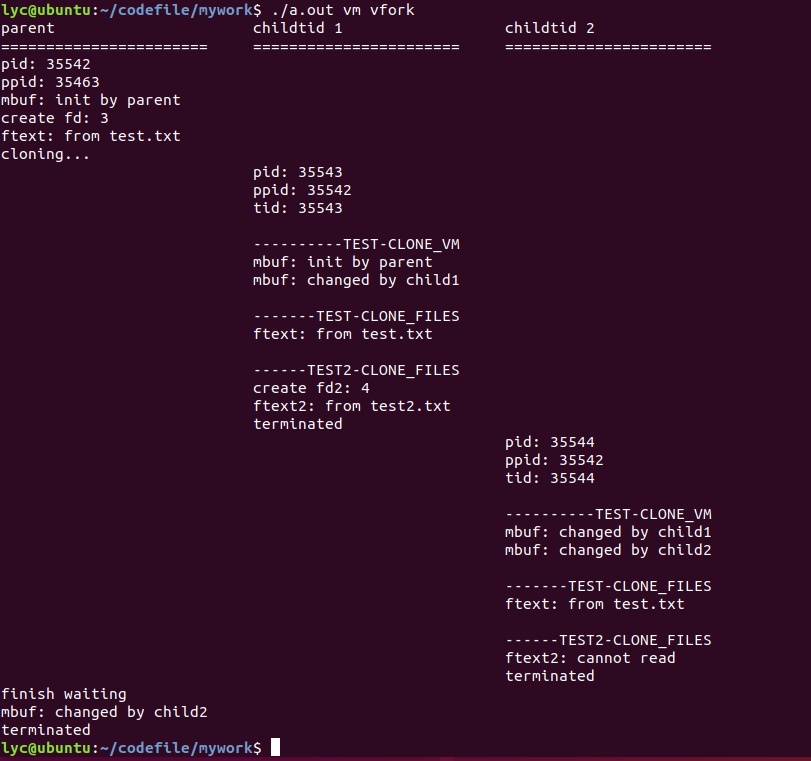 lyc@ubuntu:~/codefile/mywork$ ./a.out vm vfork
parent childtid 1 childtid 2
======================= ======================= =======================
pid: 35542
ppid: 35463
mbuf: init by parent
create fd: 3
ftext: from test.txt
cloning...
pid: 35543
ppid: 35542
tid: 35543
----------TEST-CLONE_VM
mbuf: init by parent
mbuf: changed by child1
-------TEST-CLONE_FILES
ftext: from test.txt
------TEST2-CLONE_FILES
create fd2: 4
ftext2: from test2.txt
terminated
pid: 35544
ppid: 35542
tid: 35544
----------TEST-CLONE_VM
mbuf: changed by child1
mbuf: changed by child2
-------TEST-CLONE_FILES
ftext: from test.txt
------TEST2-CLONE_FILES
ftext2: cannot read
terminated
finish waiting
mbuf: changed by child2
terminated
lyc@ubuntu:~/codefile/mywork$